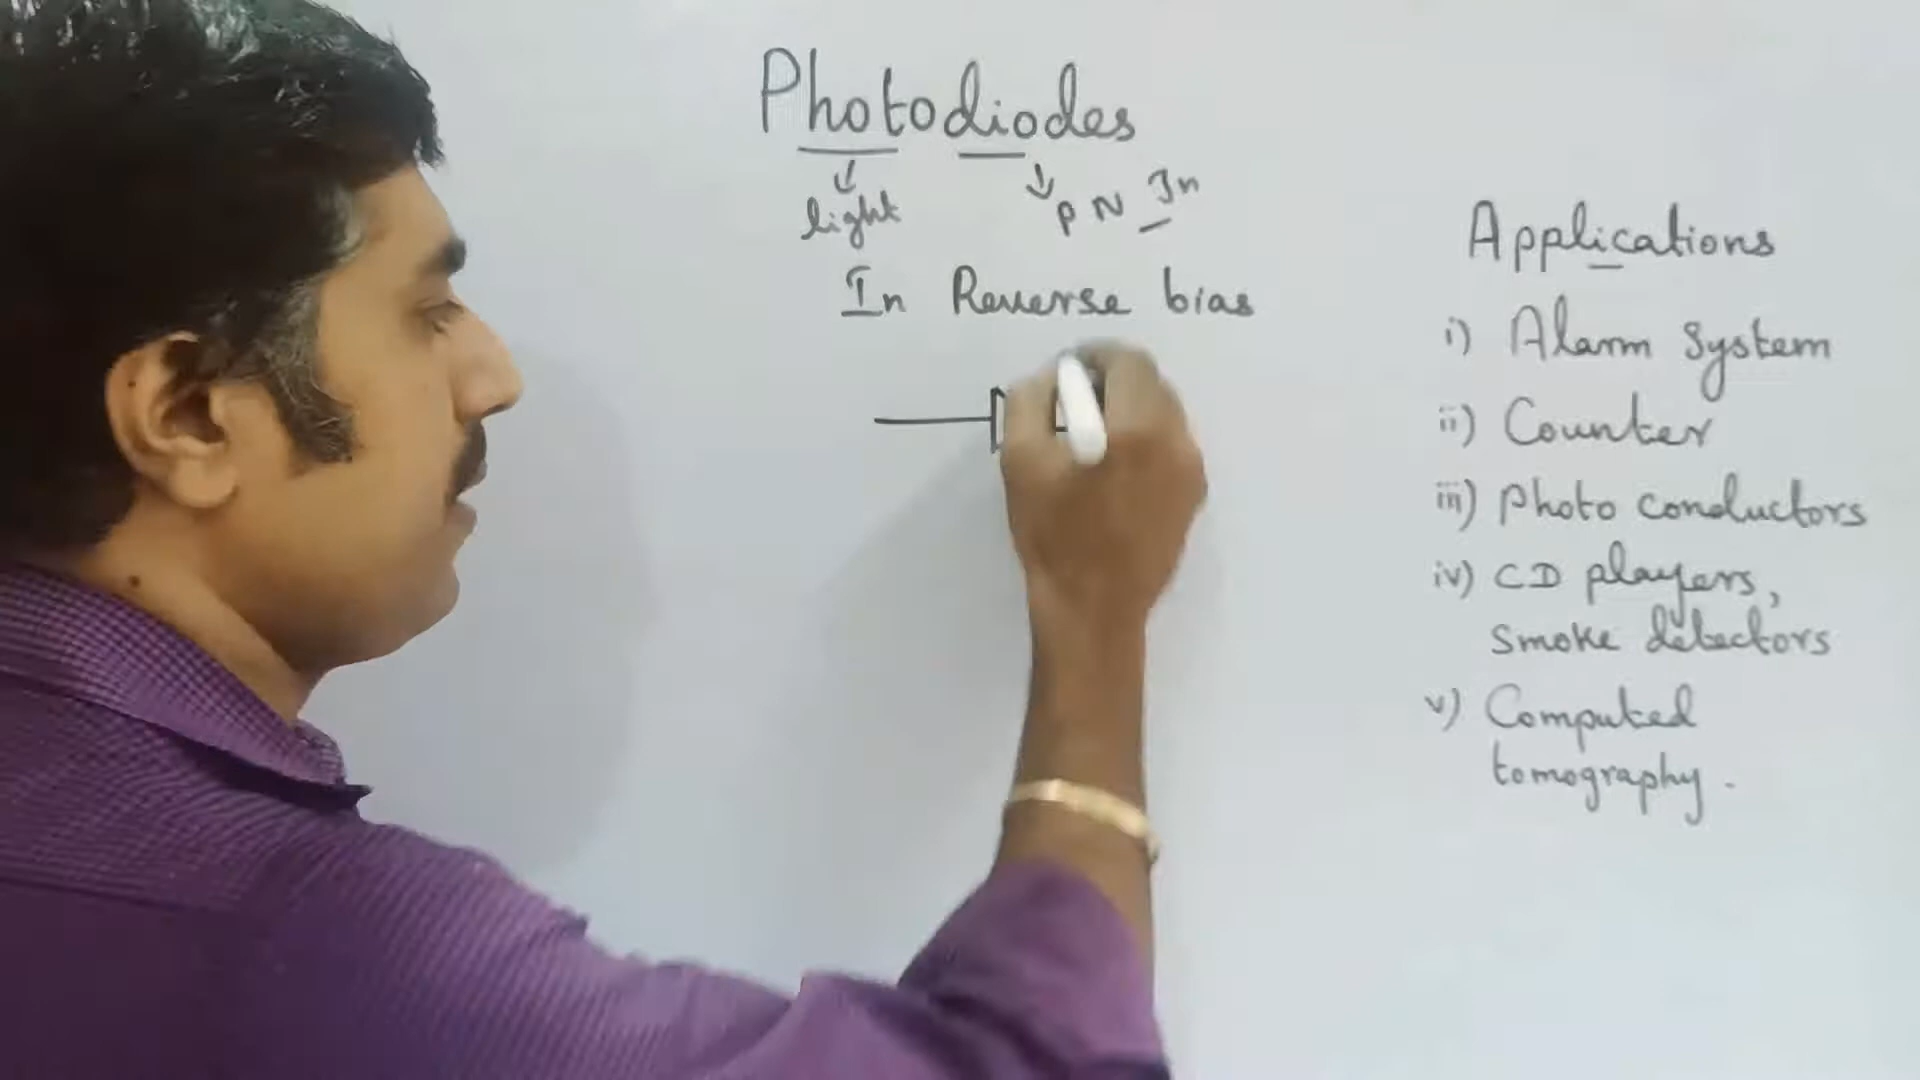 Photodiodes
light
PN Jn
In Reverse bias
Applications
i) Alarm System
ii) Counter
iii) Photo conductors
iv) CD players,
smoke detectors
v) Computed
tomography.